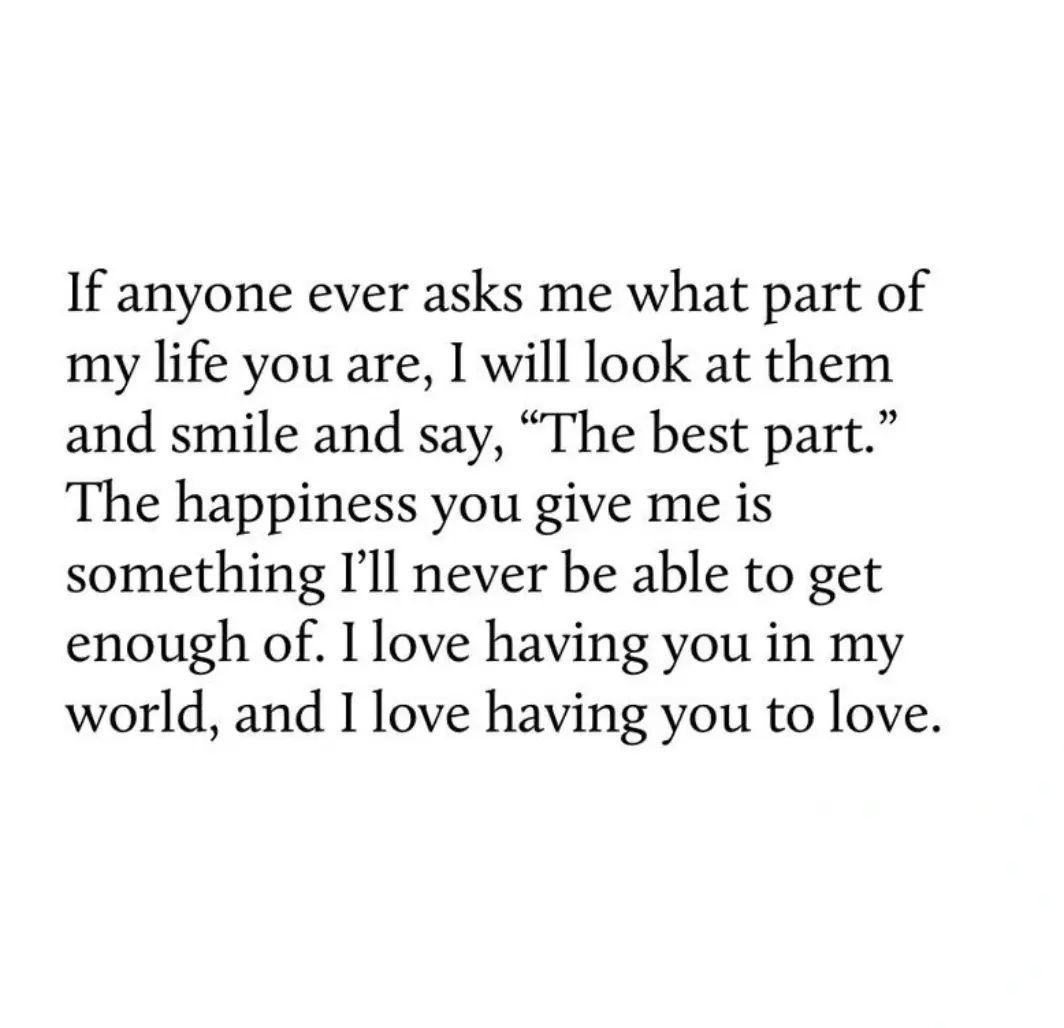 If anyone ever asks me what part of
my life you are, I will look at them
and smile and say, “The best part.”
The happiness you give me is
something I’ll never be able to get
enough of. I love having you in my
world, and I love having you to love.